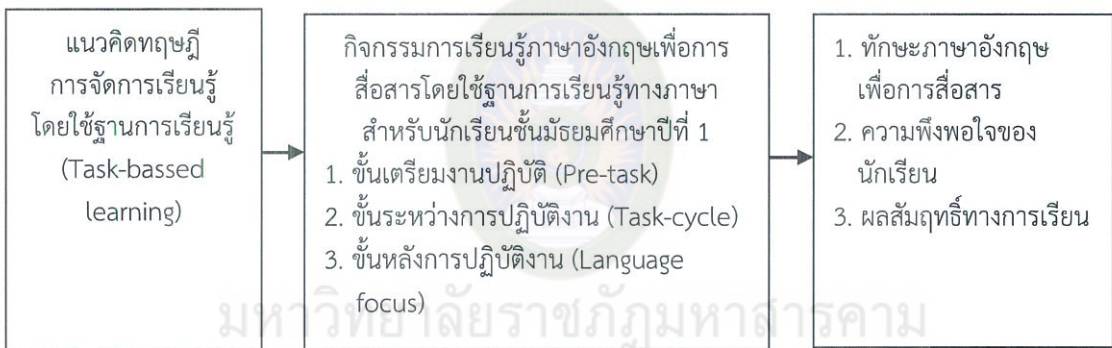 แนวคิดทฤษฎี
การจัดการเรียนรู้
โดยใช้ฐานการเรียนรู้
(Task-bassed
learning)
กิจกรรมการเรียนรู้ภาษาอังกฤษเพื่อการ
สื่อสารโดยใช้ฐานการเรียนรู้ทางภาษา
สำหรับนักเรียนชั้นมัธยมศึกษาปีที่ 1
1. ขั้นเตรียมงานปฏิบัติ (Pre-task)
2. ขั้นระหว่างการปฏิบัติงาน (Task-cycle)
3. ขั้นหลังการปฏิบัติงาน (Language
focus)
1. ทักษะภาษาอังกฤษ
เพื่อการสื่อสาร
2. ความพึงพอใจของ
นักเรียน
3. ผลสัมฤทธิ์ทางการเรียน
มหาวิทยาลัยราชภัฏมหาสารคาม